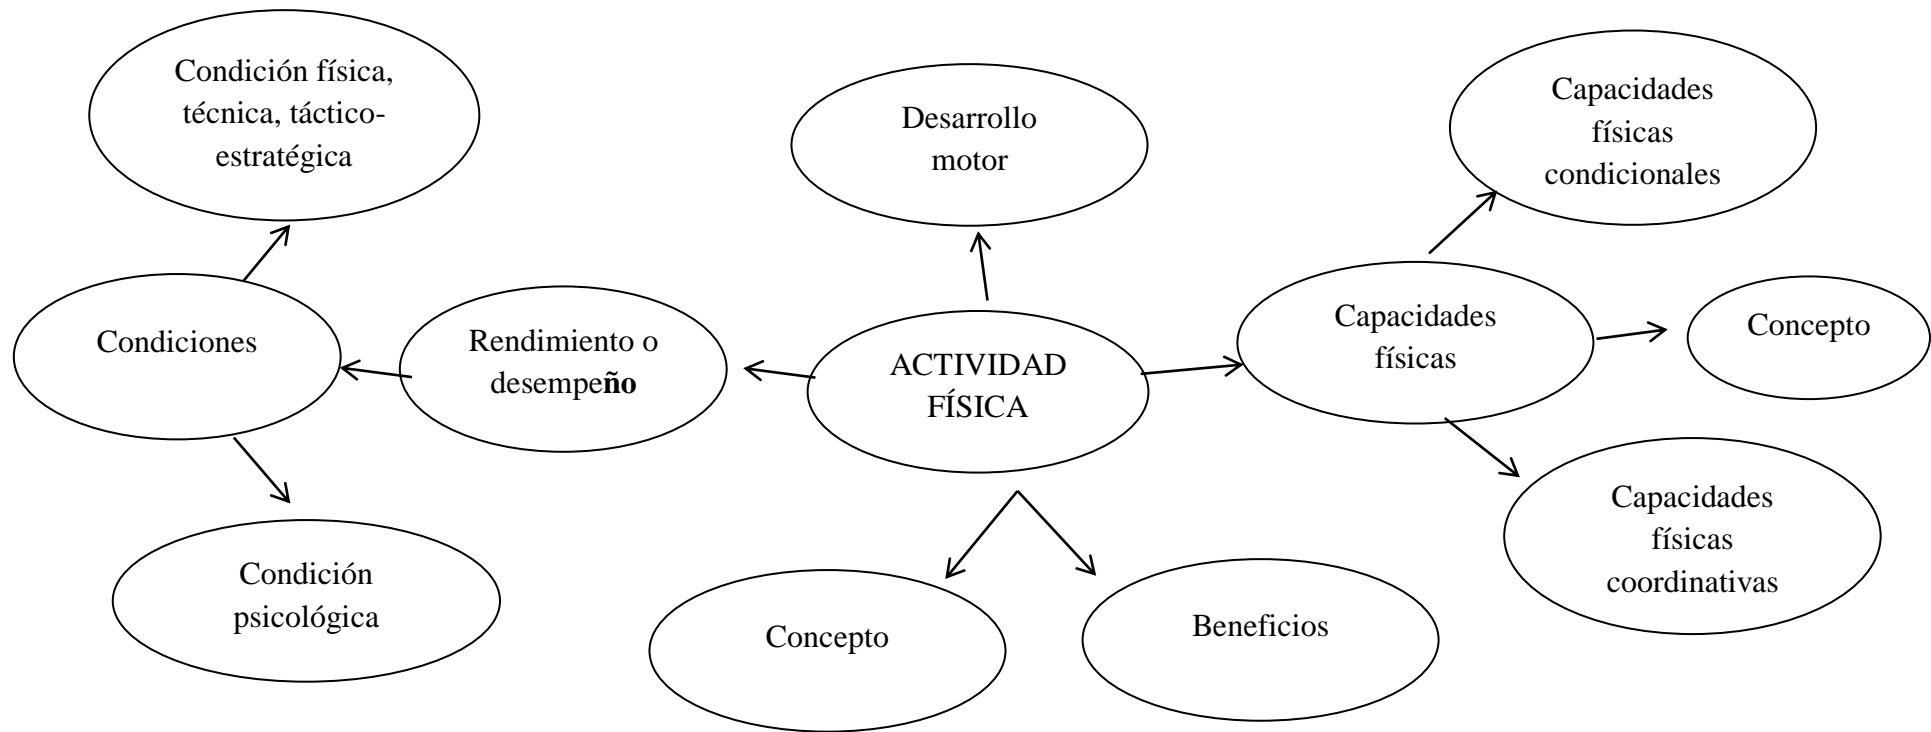 Condición física,
técnica, táctico-
estratégica
Desarrollo
motor
Capacidades
físicas
condicionales
Condiciones
Rendimiento o
desempeño
ACTIVIDAD
FÍSICA
Capacidades
físicas
Concepto
Condición
psicológica
Concepto
Beneficios
Capacidades
físicas
coordinativas